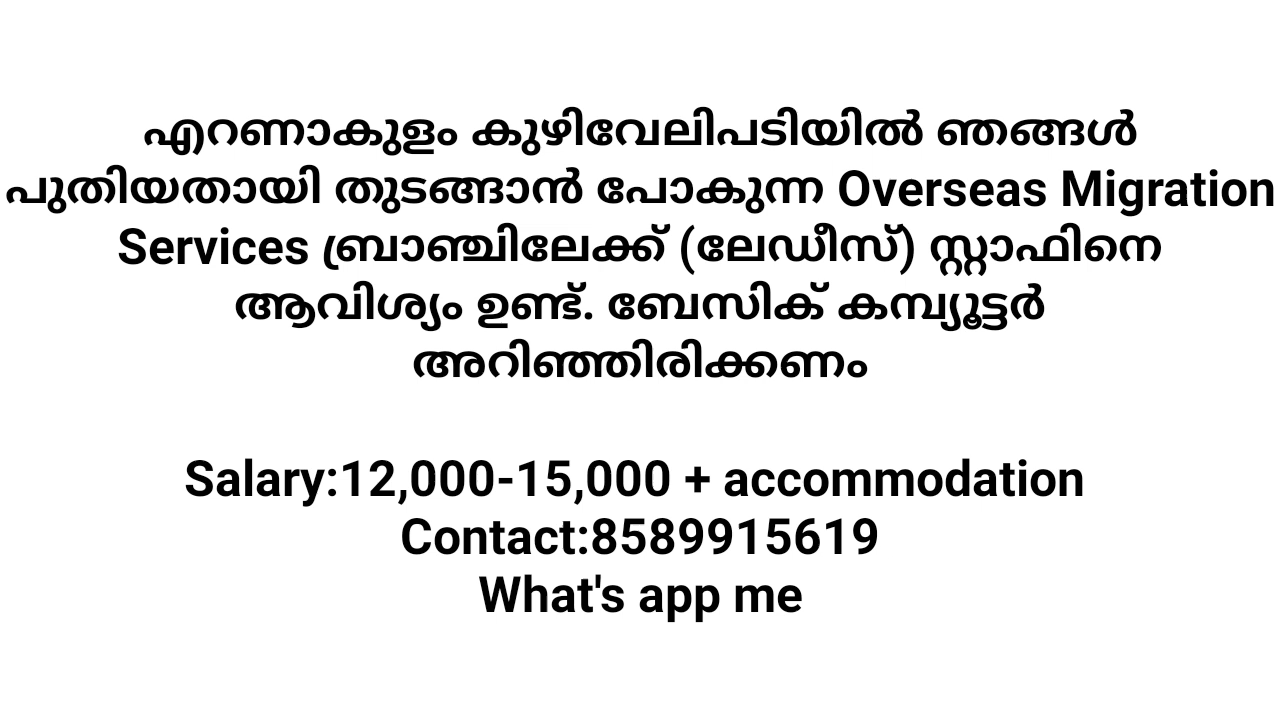 എറണാകുളം കുഴിവേലിപടിയിൽ ഞങ്ങൾ
പുതിയതായി തുടങ്ങാൻ പോകുന്ന Overseas Migration
Services ബ്രാഞ്ചിലേക്ക് (ലേഡീസ്) സ്റ്റാഫിനെ
ആവിശ്യം ഉണ്ട്. ബേസിക് കമ്പ്യൂട്ടർ
അറിഞ്ഞിരിക്കണം
Salary:12,000-15,000 + accommodation
Contact:8589915619
What's app me